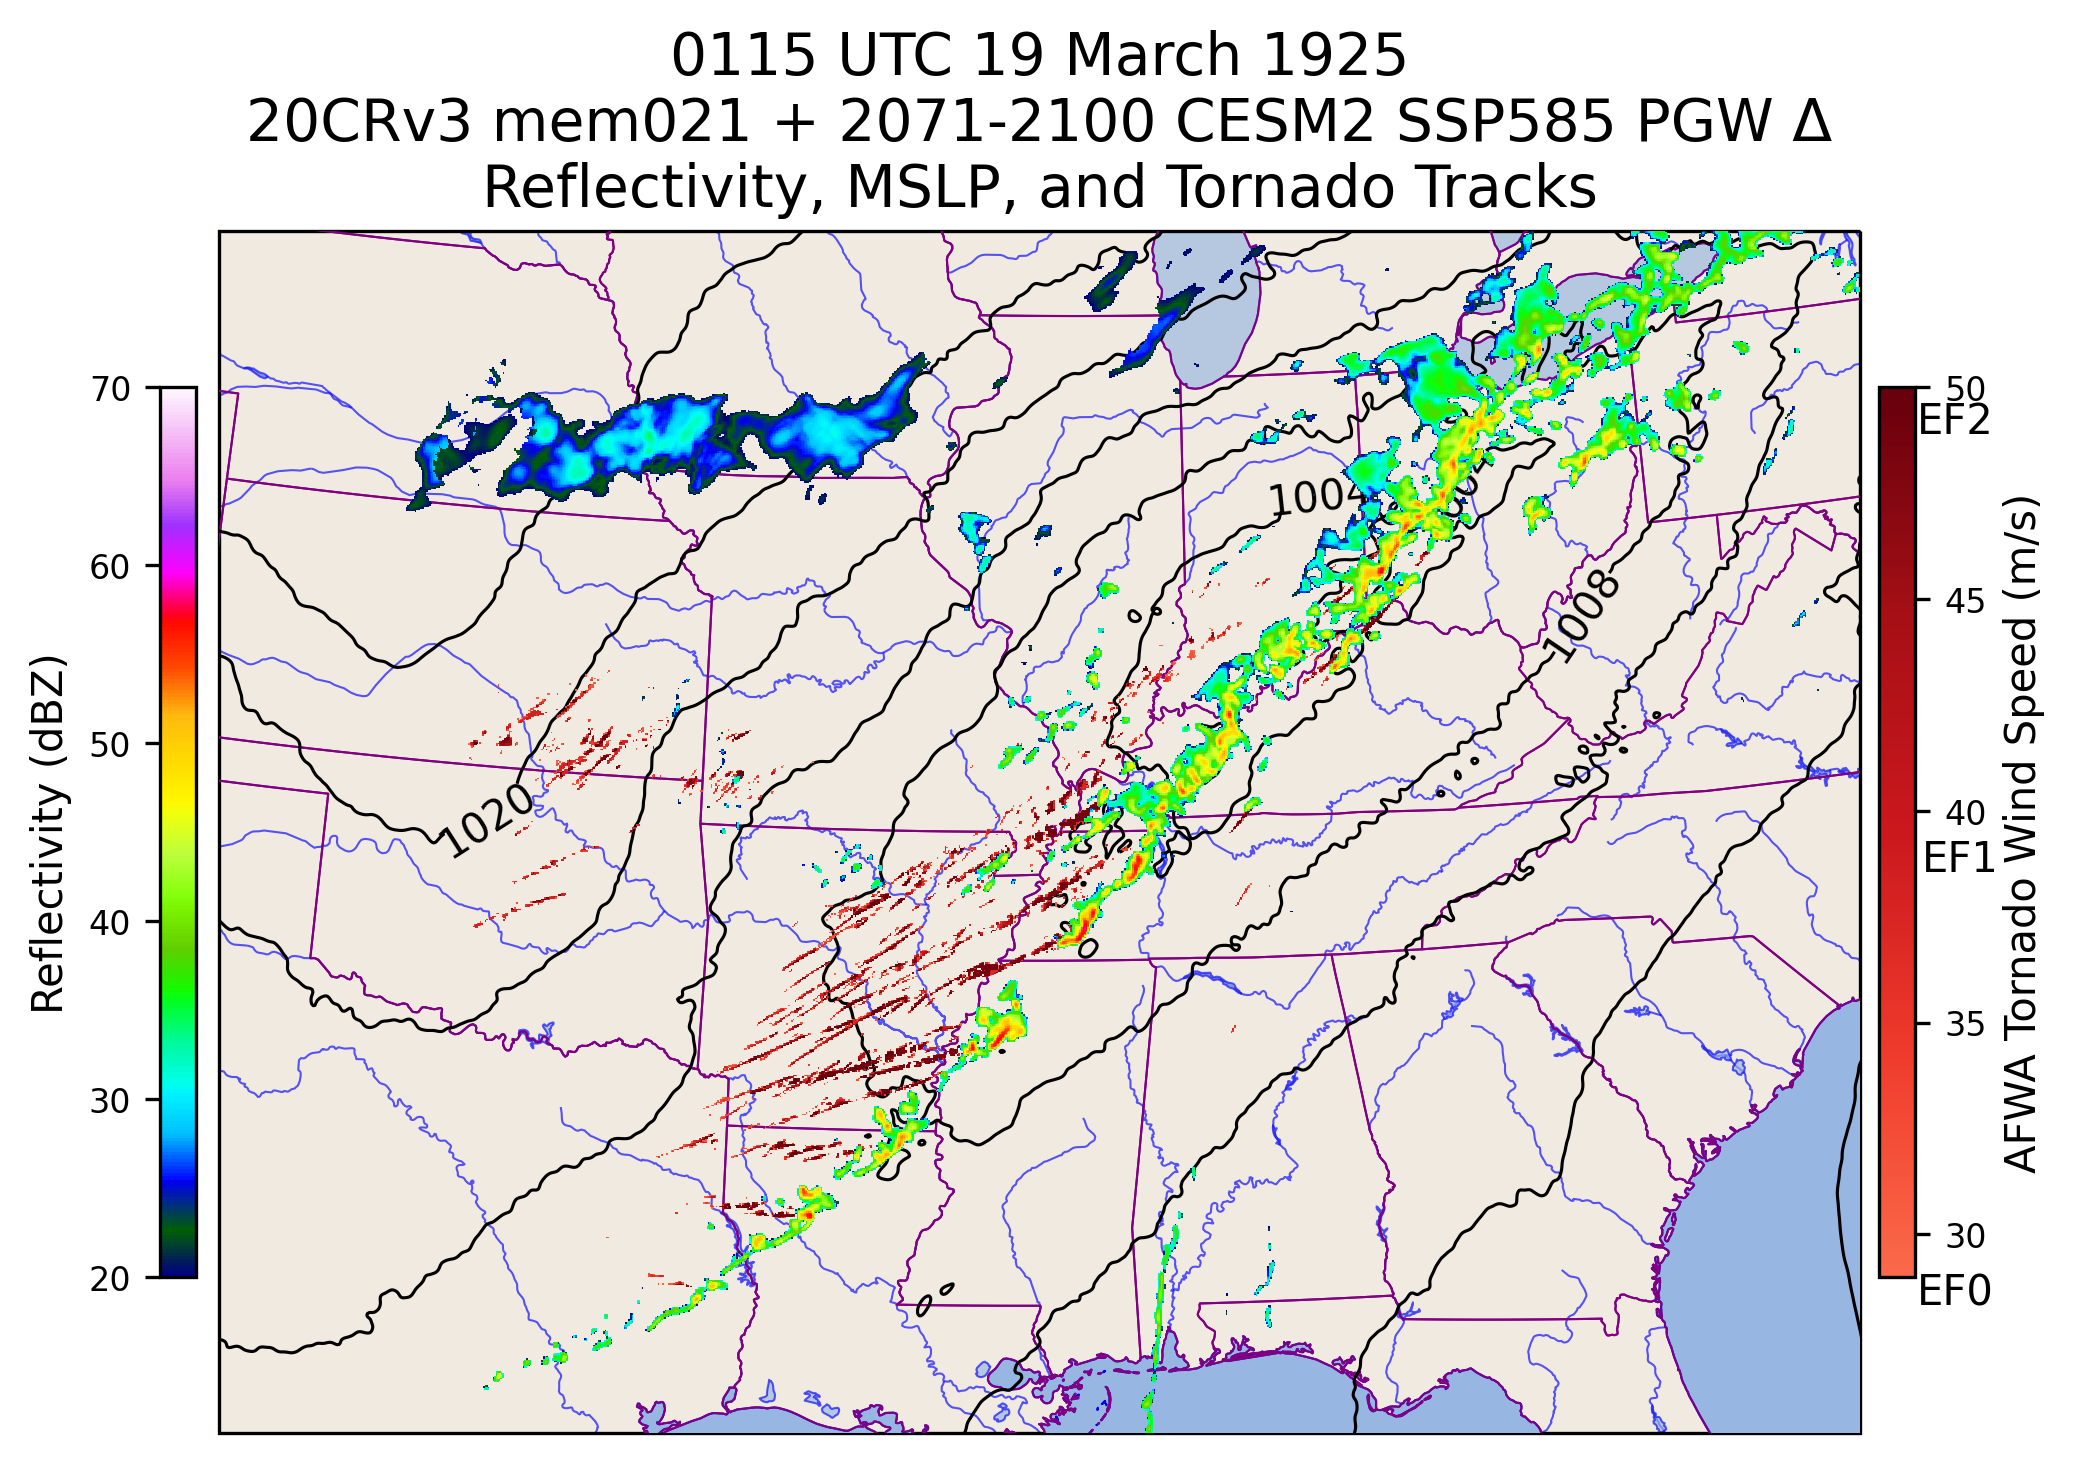 0115 UTC 19 March 1925
20CRv3 mem021 + 2071-2100 CESM2 SSP585 PGW Δ
Reflectivity, MSLP, and Tornado Tracks
70
60
50
40
30
20
Reflectivity (dBZ)
1004
1008
1020
50
EF2
45
40
EF1
35
30
EF0
AFWA Tornado Wind Speed (m/s)